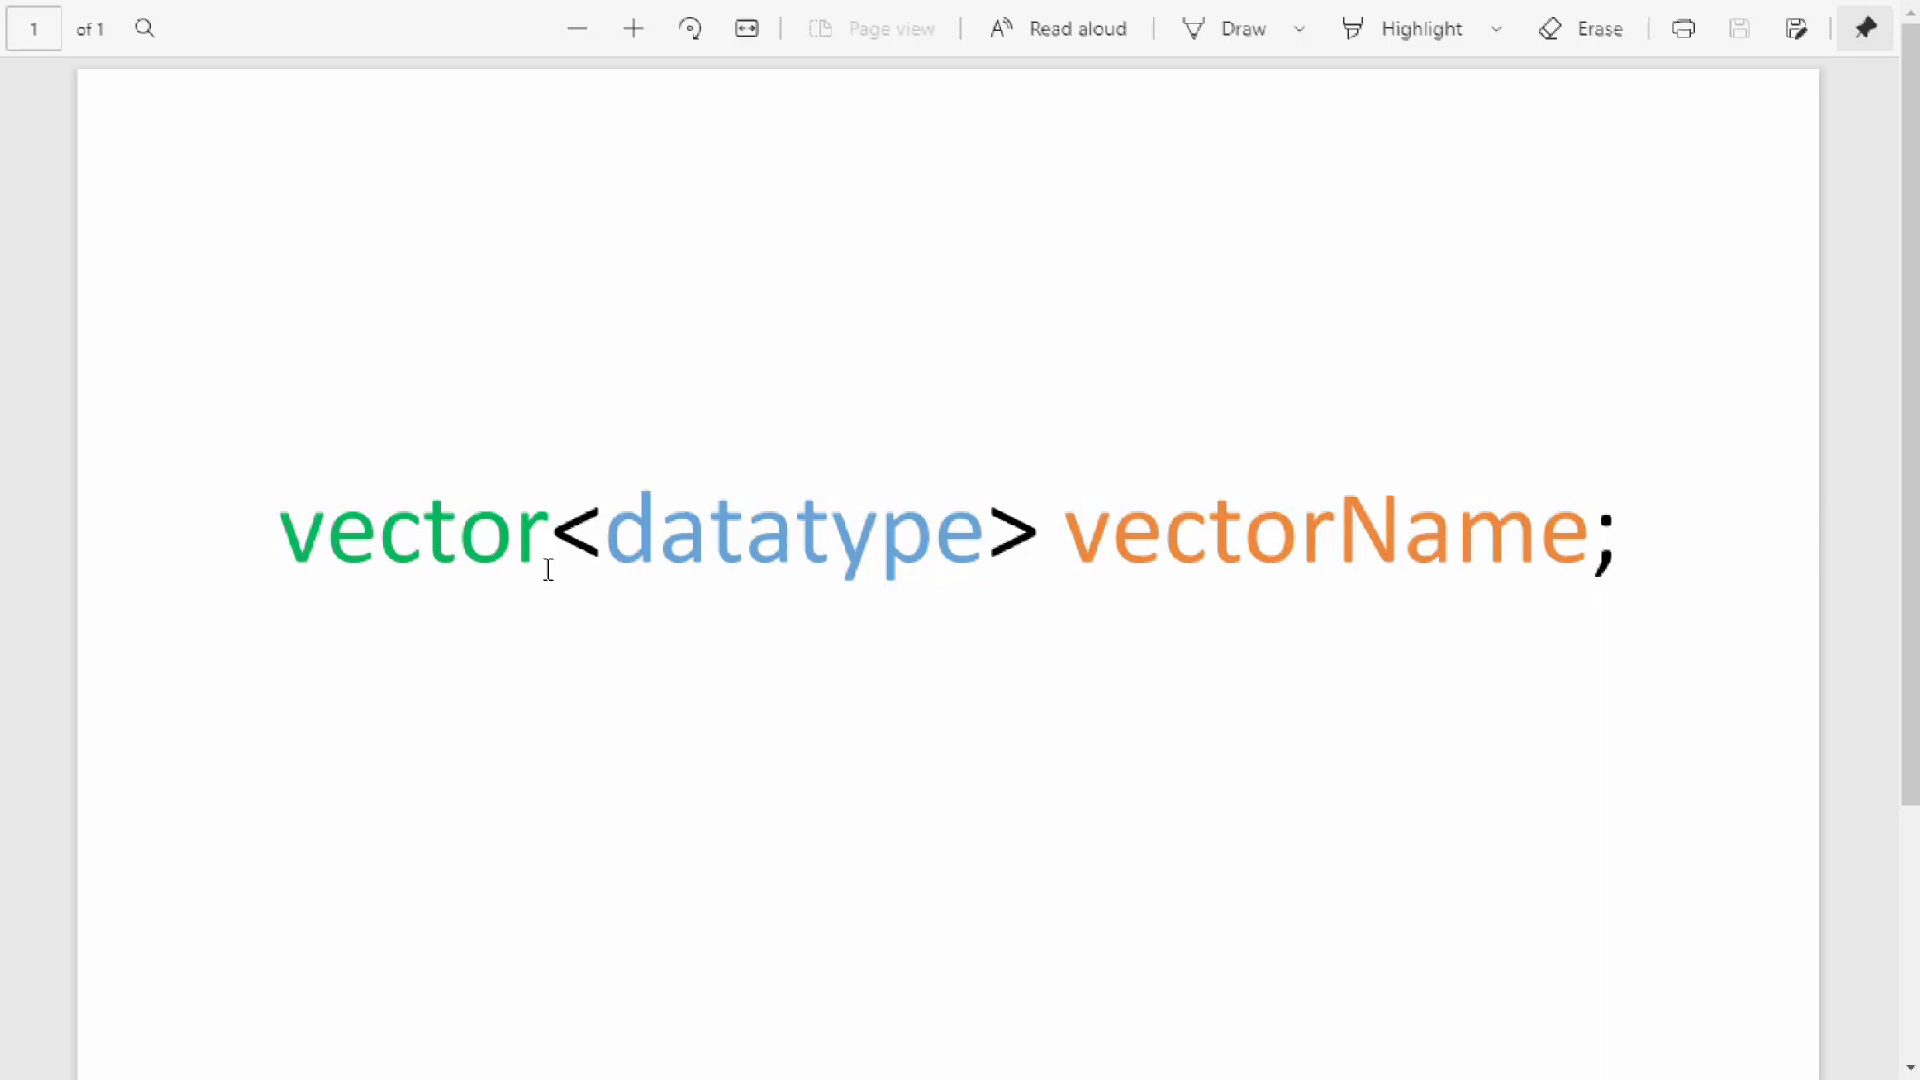 1 of 1 Page view Read aloud Draw Highlight Erase
vector<datatype> vectorName;